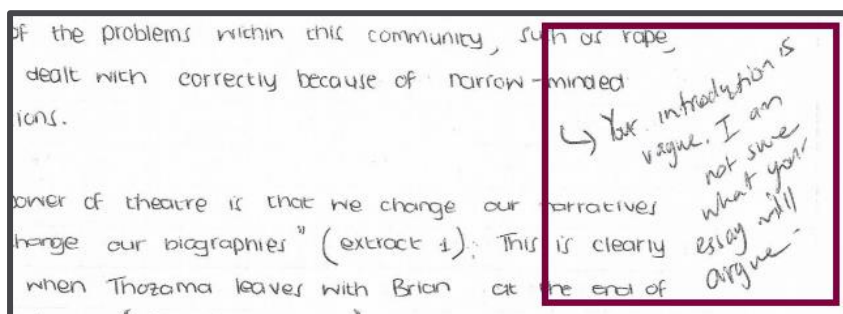 of the problems within this community, such as rape,
dealt with correctly because of narrow-minded
ions.
ower of theatre is that we change our narratives
hange our biographies" (extract 1). This is clearly
when Thozama leaves with Brian at the end of
↳ Your introduction is
vague. I am
not sure
what your
essay will
argue.